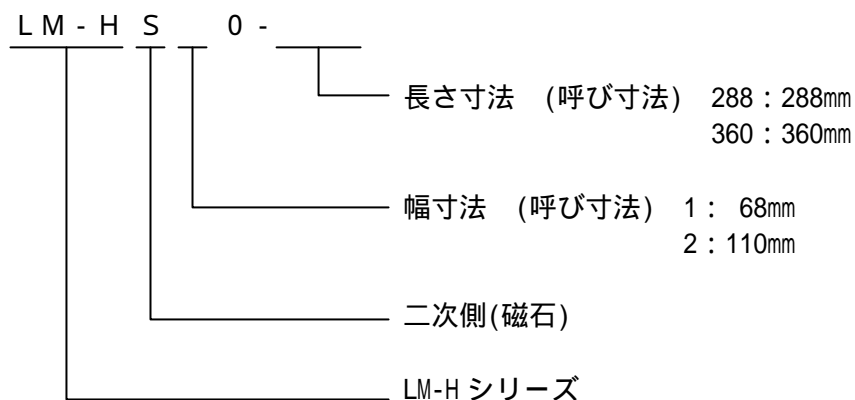 LM-HS 0-
長さ寸法 (呼び寸法) 288:288㎜
360:360㎜
幅寸法 (呼び寸法) 1: 68㎜
2:110㎜
二次側(磁石)
LM-Hシリーズ